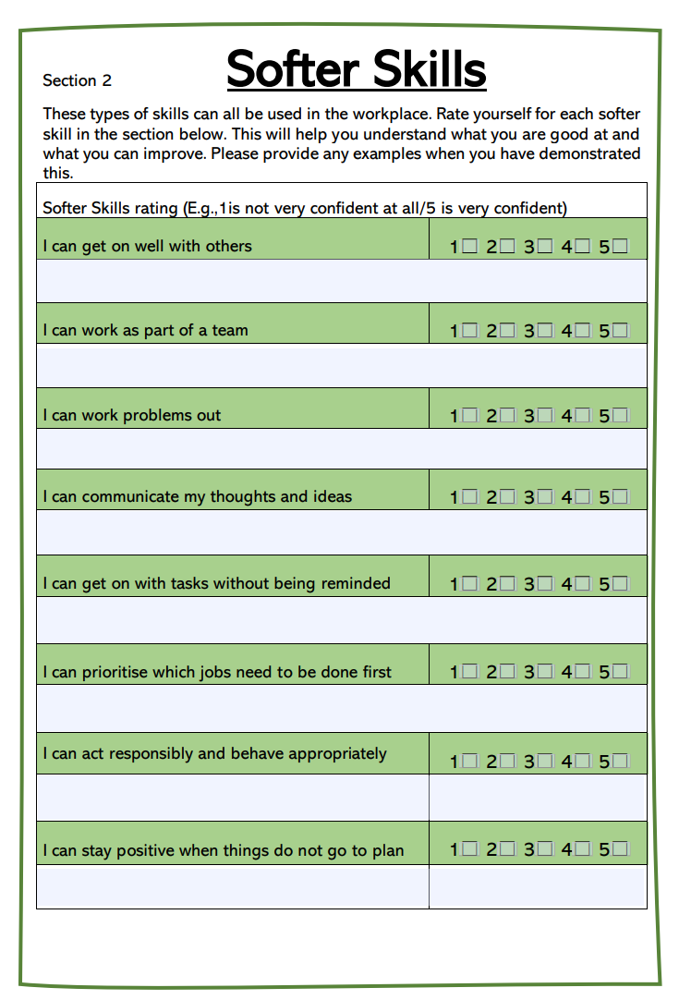 Softer Skills
Section 2
These types of skills can all be used in the workplace. Rate yourself for each softer
skill in the section below. This will help you understand what you are good at and
what you can improve. Please provide any examples when you have demonstrated
this.
Softer Skills rating (E.g.,1is not very confident at all/5 is very confident)
I can get on well with others 1☐ 2☐ 3☐ 4☐ 5☐
I can work as part of a team 1☐ 2☐ 3☐ 4☐ 5☐
I can work problems out 1☐ 2☐ 3☐ 4☐ 5☐
I can communicate my thoughts and ideas 1☐ 2☐ 3☐ 4☐ 5☐
I can get on with tasks without being reminded 1☐ 2☐ 3☐ 4☐ 5☐
I can prioritise which jobs need to be done first 1☐ 2☐ 3☐ 4☐ 5☐
I can act responsibly and behave appropriately 1☐ 2☐ 3☐ 4☐ 5☐
I can stay positive when things do not go to plan 1☐ 2☐ 3☐ 4☐ 5☐